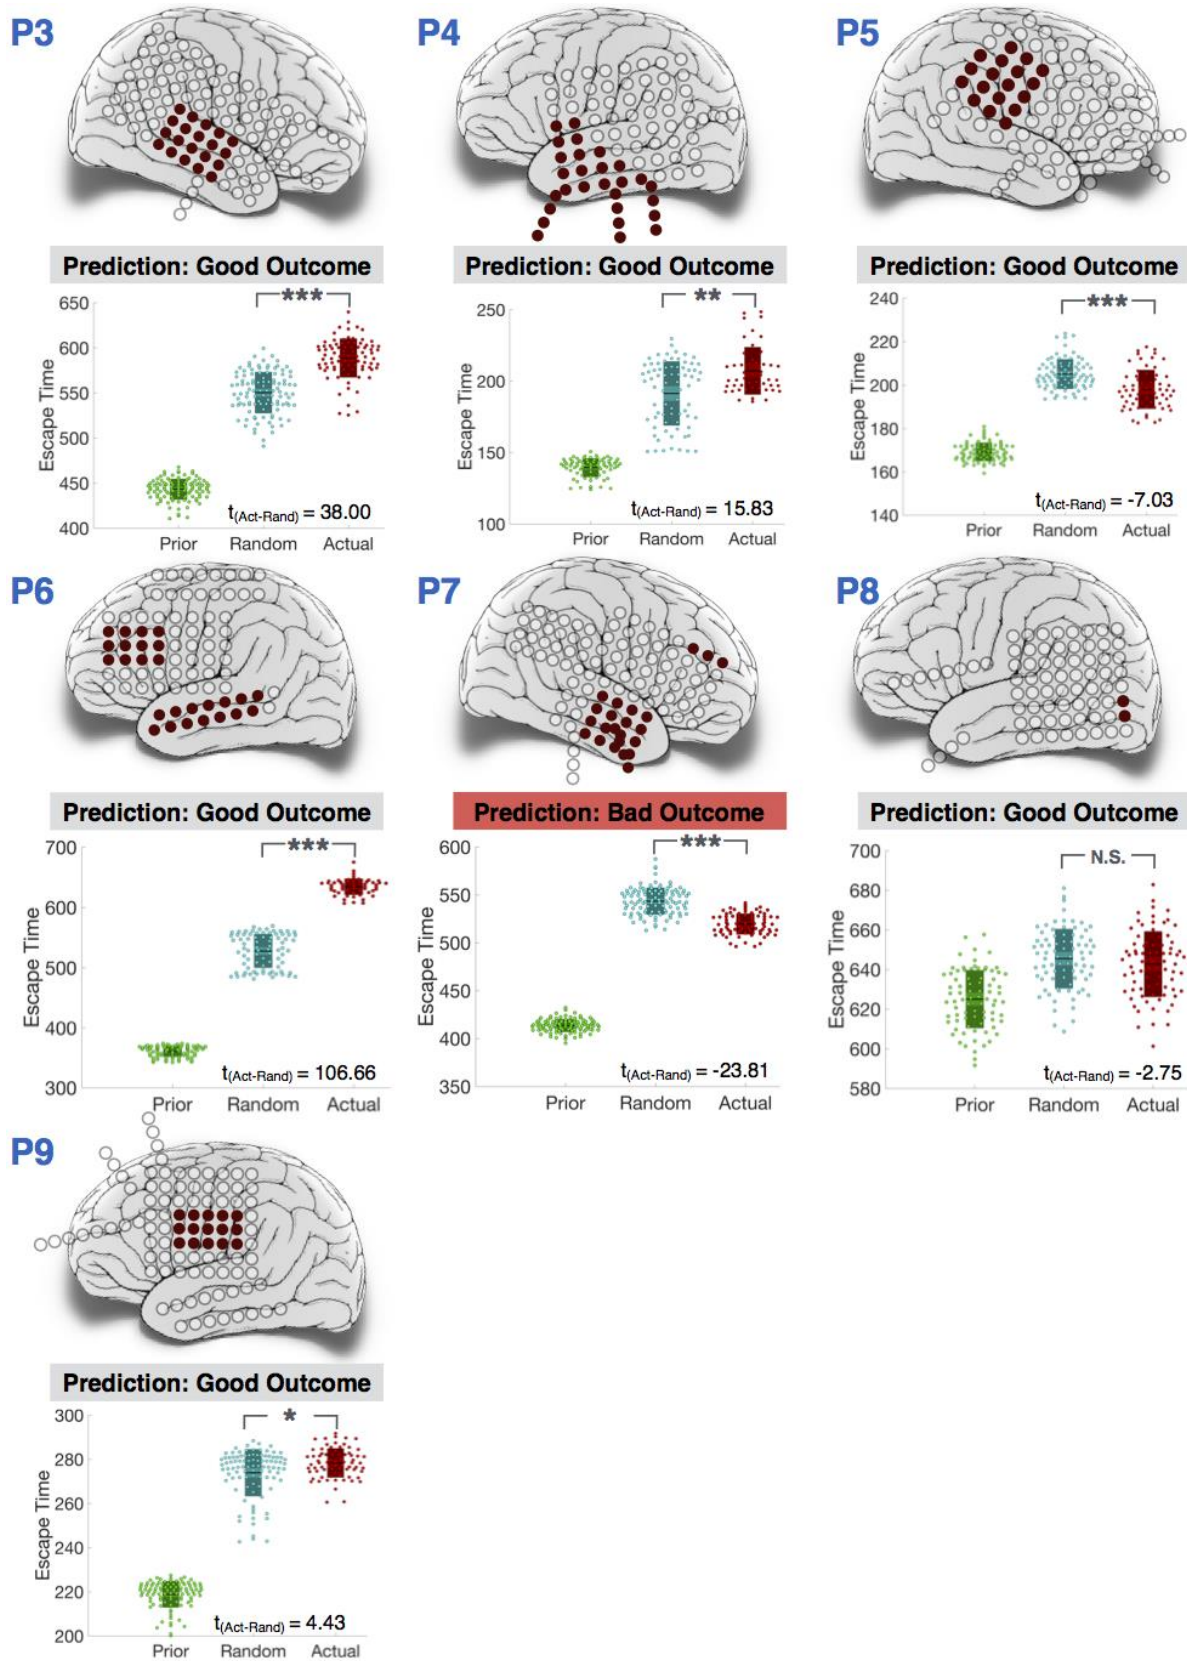 P3
P4
P5
Prediction: Good Outcome
Prediction: Good Outcome
Prediction: Good Outcome
650
600
550
500
450
400
Escape Time
***
t(Act-Rand) = 38.00
Prior Random Actual
250
200
150
100
Escape Time
**
t(Act-Rand) = 15.83
Prior Random Actual
240
220
200
180
160
140
Escape Time
***
t(Act-Rand) = -7.03
Prior Random Actual
P6
P7
P8
Prediction: Good Outcome
Prediction: Bad Outcome
Prediction: Good Outcome
700
600
500
400
300
Escape Time
***
t(Act-Rand) = 106.66
Prior Random Actual
600
550
500
450
400
350
Escape Time
***
t(Act-Rand) = -23.81
Prior Random Actual
700
680
660
640
620
600
580
Escape Time
N.S.
t(Act-Rand) = -2.75
Prior Random Actual
P9
Prediction: Good Outcome
300
280
260
240
220
200
Escape Time
*
t(Act-Rand) = 4.43
Prior Random Actual